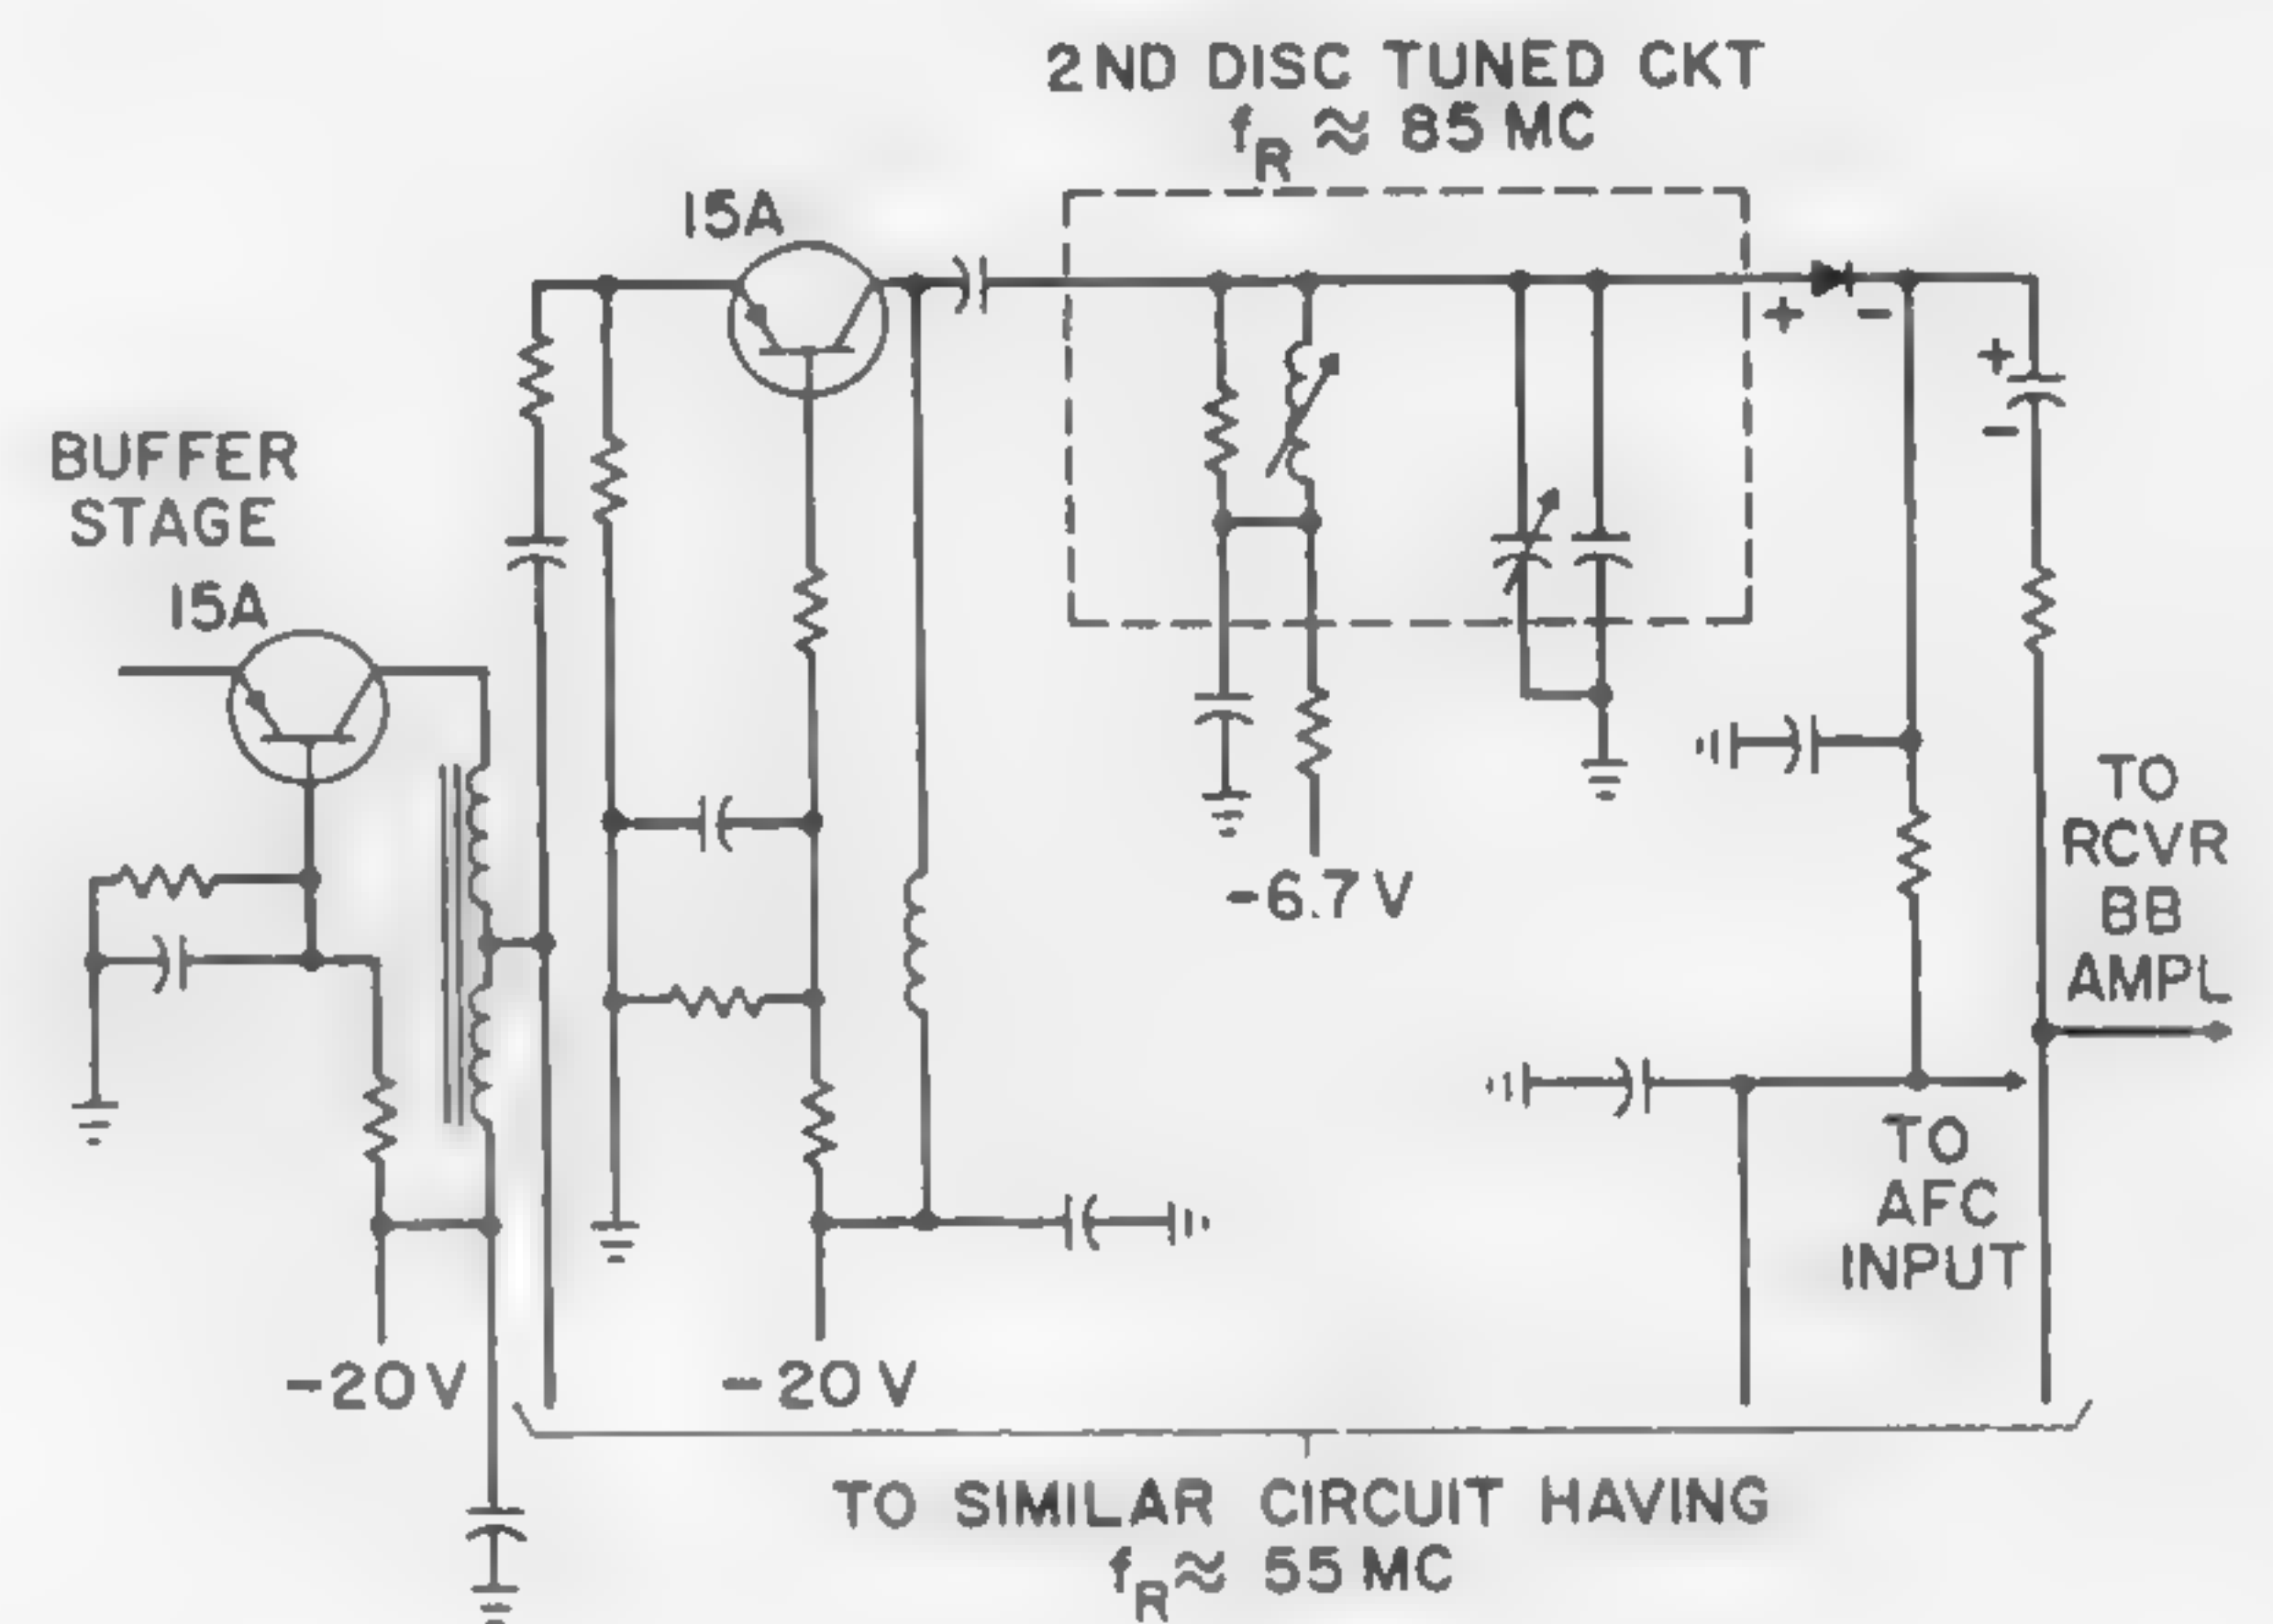 2ND DISC TUNED CKT
fR ≈ 85 MC
15A
+ -
+
-
BUFFER
STAGE
15A
-6.7V
TO
RCVR
BB
AMPL
TO
AFC
INPUT
-20V
-20V
TO SIMILAR CIRCUIT HAVING
fR ≈ 55 MC